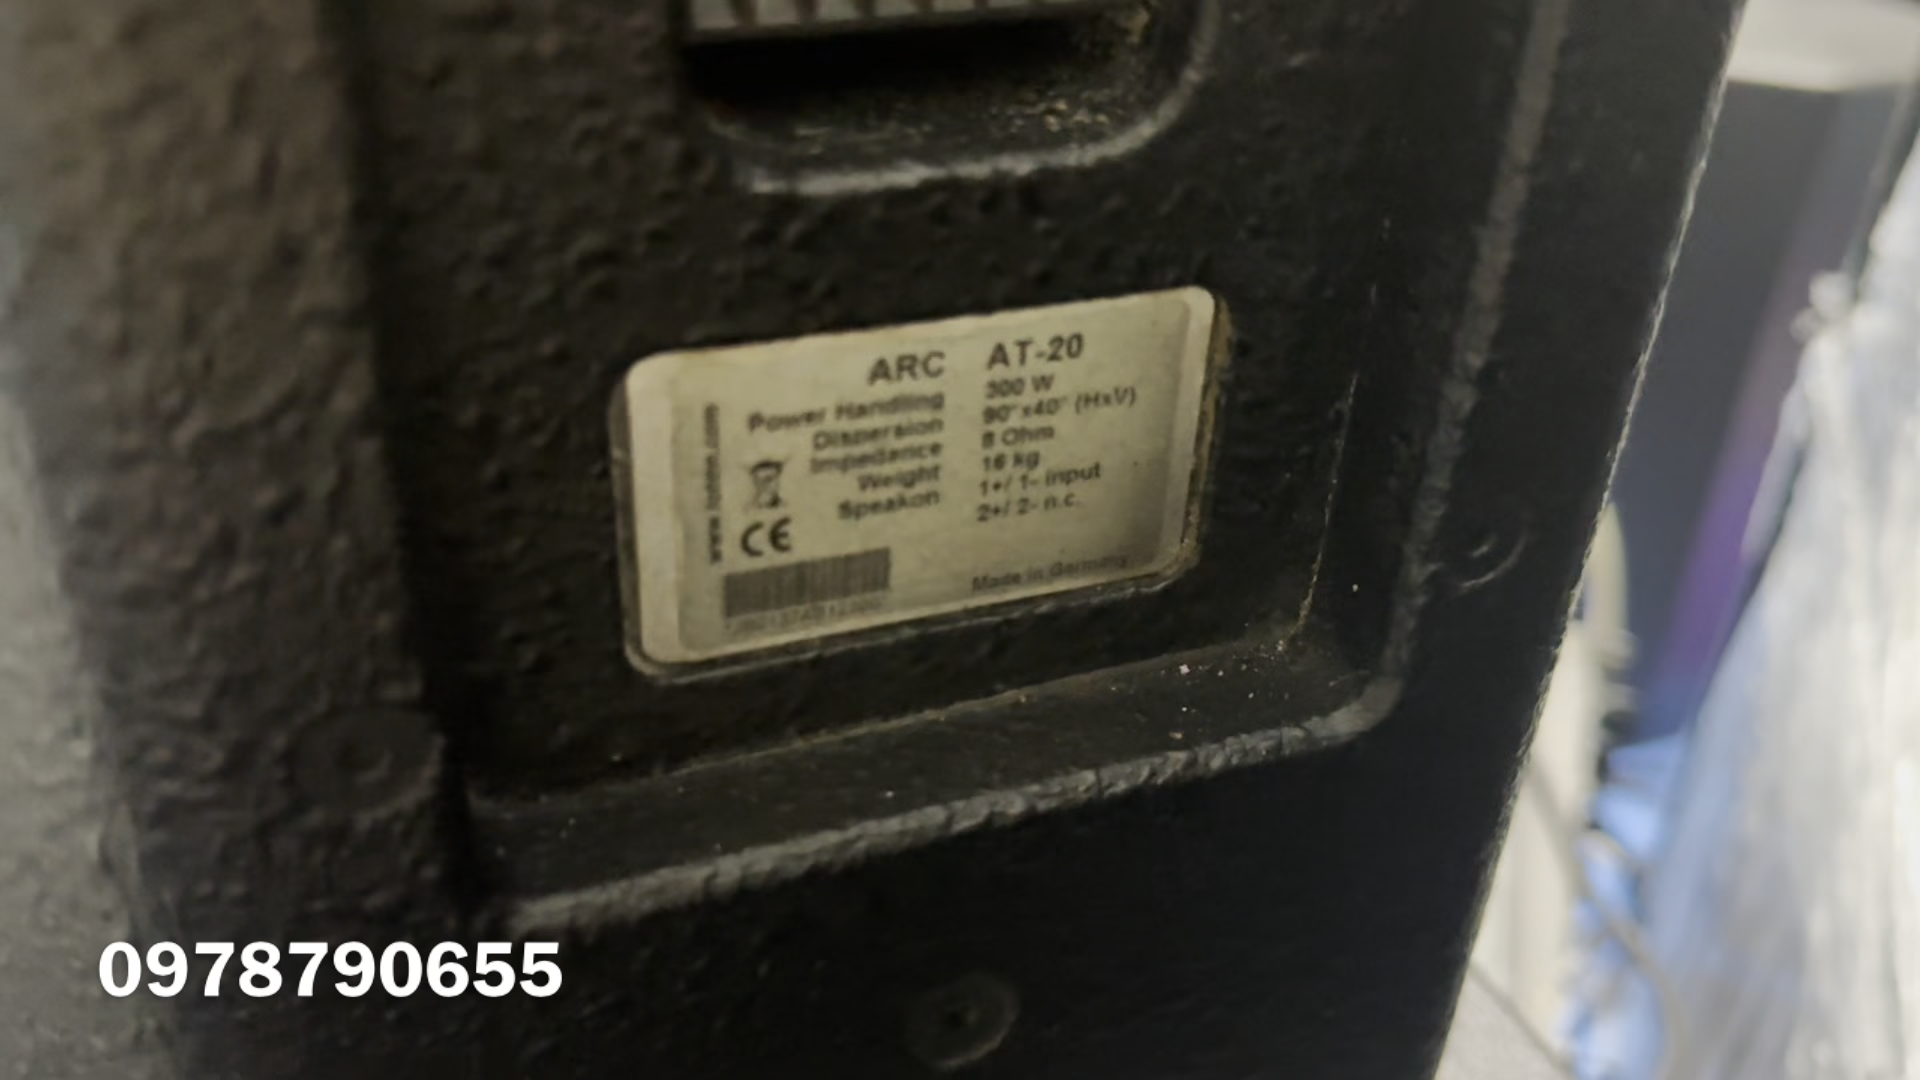 ARC AT-20
Power Handling 300 W
Dispersion 90°x40° (HxV)
Impedance 8 Ohm
Weight 16 kg
Speakon 1+/ 1- input
2+/ 2- n.c.
CE
Made in Germany
0978790655